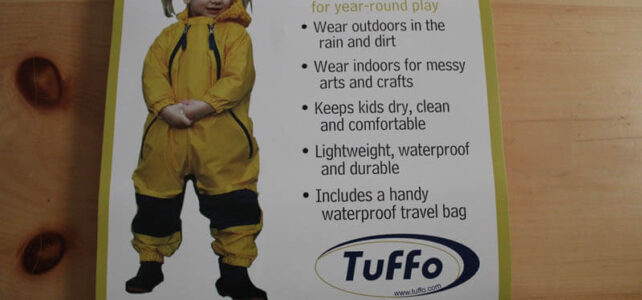 for year-round play
• Wear outdoors in the
rain and dirt
• Wear indoors for messy
arts and crafts
• Keeps kids dry, clean
and comfortable
• Lightweight, waterproof
and durable
• Includes a handy
waterproof travel bag
Tuffo
www.tuffo.com